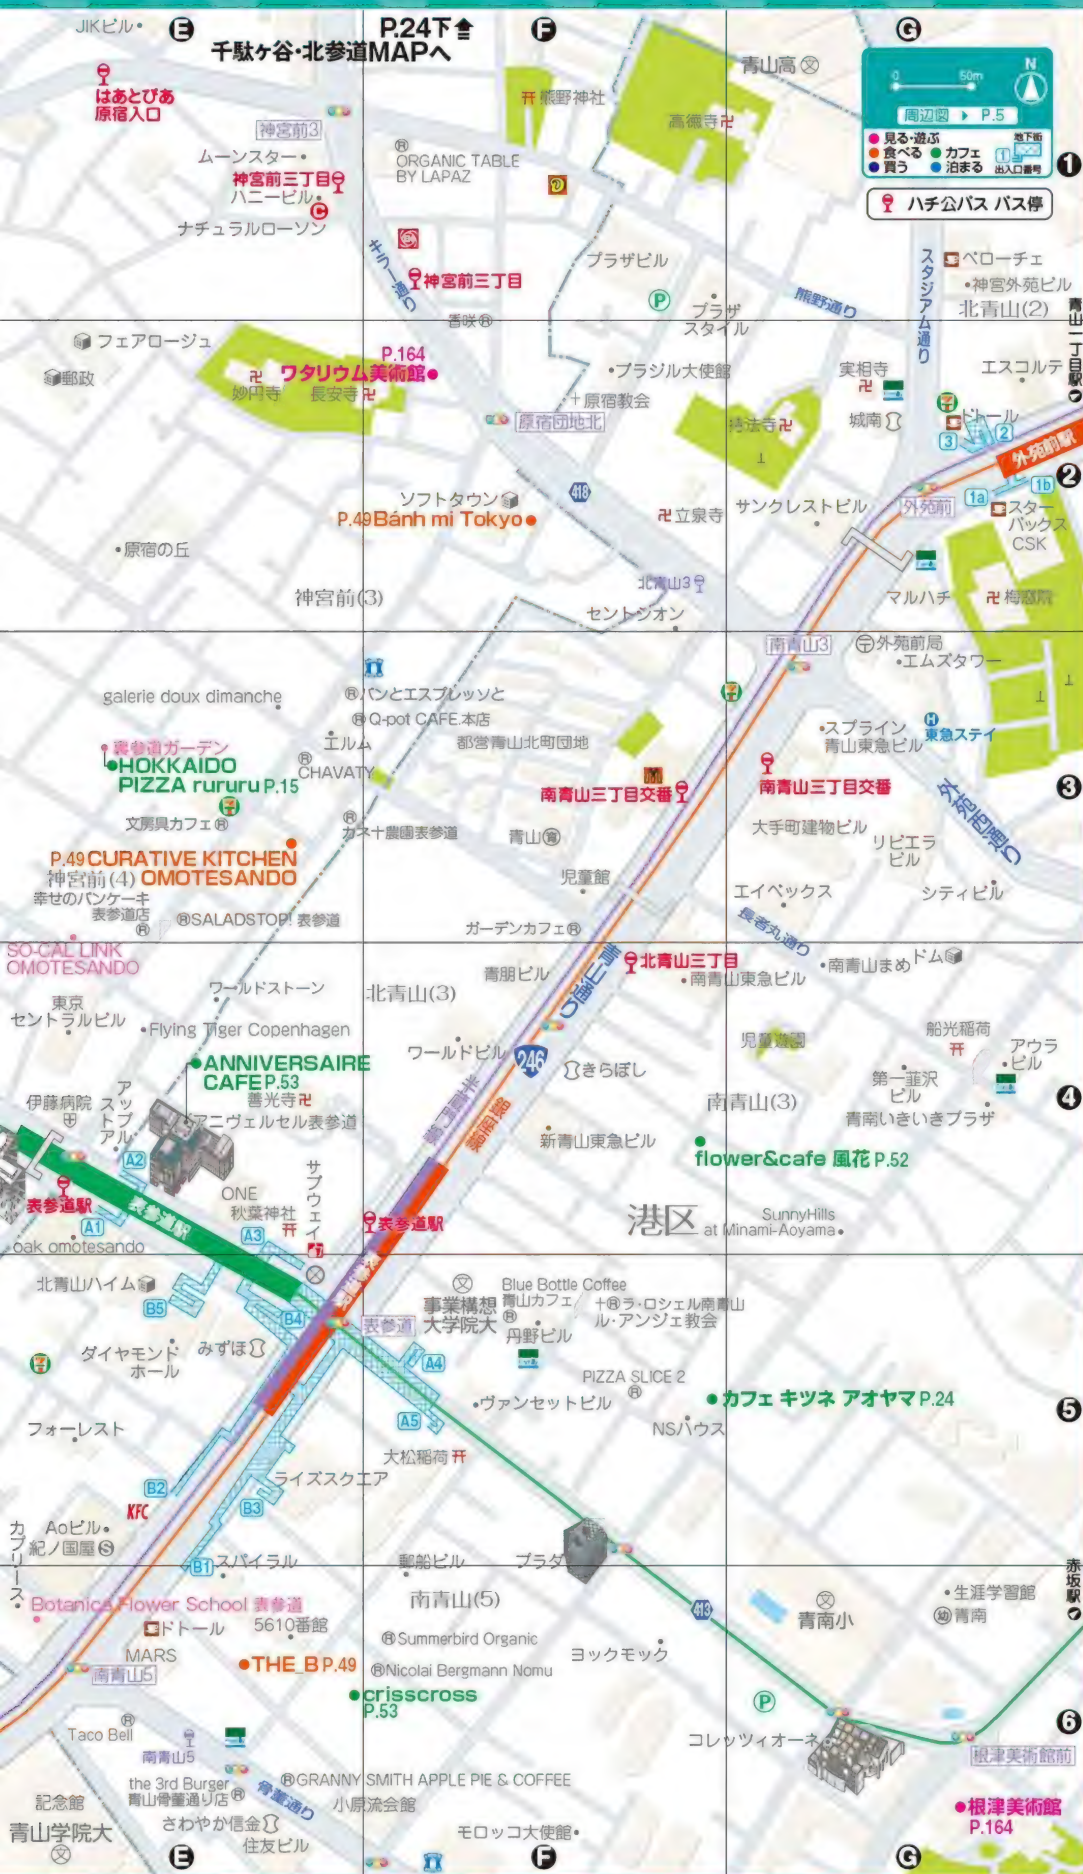 JIKビル
E
P.24下
千駄ヶ谷・北参道MAPへ
F
G
はあとぴあ
原宿入口
神宮前3
ムーンスター
神宮前三丁目
ハニービル
ナチュラルローソン
ORGANIC TABLE
BY LAPAZ
熊野神社
高徳寺
青山高
0 50m
N
周辺図 P.5
見る・遊ぶ
食べる
カフェ
買う
泊まる
地下街
出入口番号
1
ハチ公バス バス停
1
キラー通り
神宮前三丁目
プラザビル
P
プラザ
スタイル
熊野通り
スタジアム通り
ベローチェ
神宮外苑ビル
北青山(2)
青山一丁目駅
香咲
フェアロージュ
郵政
P.164
ワタリウム美術館
妙円寺
長安寺
ブラジル大使館
原宿教会
原宿団地北
持法寺
実相寺
城南
エスコルテ
ドトール
3
2
外苑前駅
2
1a
1b
外苑前
スター
バックス
CSK
ソフトタウン
P.49 Bánh mi Tokyo
418
立泉寺
サンクレストビル
原宿の丘
神宮前(3)
北青山3
セントシオン
マルハチ
梅窓院
南青山3
外苑前局
エムズタワー
galerie doux dimanche
パンとエスプレッソと
Q-pot CAFE.本店
エルム
都営青山北町団地
裏参道ガーデン
HOKKAIDO
PIZZA rururu P.15
CHAVATY
スプライン
青山東急ビル
東急ステイ
南青山三丁目交番
南青山三丁目交番
3
外苑西通り
文房具カフェ
カネ十農園表参道
青山
大手町建物ビル
リビエラ
ビル
P.49 CURATIVE KITCHEN
OMOTESANDO
神宮前(4)
幸せのパンケーキ
表参道店
SALADSTOP! 表参道
児童館
エイベックス
シティビル
ガーデンカフェ
長者丸通り
SO-CAL LINK
OMOTESANDO
青朋ビル
青山通り
北青山三丁目
南青山東急ビル
南青山まめ
ドム
東京
セントラルビル
ワールドストーン
北青山(3)
Flying Tiger Copenhagen
ワールドビル
246
きらぼし
児童遊園
船光稲荷
アウラ
ビル
ANNIVERSAIRE
CAFE P.53
善光寺
アニヴェルセル表参道
伊藤病院
アットプル
半蔵門線
銀座線
第一韮沢
ビル
南青山(3)
青南いきいきプラザ
4
新青山東急ビル
flower&cafe 風花 P.52
A2
表参道駅
A1
表参道駅
ONE
秋葉神社
サブウェイ
A3
表参道駅
oak omotesando
港区
SunnyHills
at Minami-Aoyama
北青山ハイム
B5
B4
表参道
事業構想
大学院大
Blue Bottle Coffee
青山カフェ
丹野ビル
ラ・ロシェル南青山
ル・アンジェ教会
みずほ
ダイヤモンド
ホール
A4
PIZZA SLICE 2
カフェ キツネ アオヤマ P.24
5
A5
ヴァンセットビル
NSハウス
フォーレスト
大松稲荷
B2
ライズスクエア
B3
KFC
カプリース
Aoビル
紀ノ国屋
B1
スパイラル
郵船ビル
プラダ
赤坂駅
Botanica Flower School 表参道
南青山(5)
413
青南小
生涯学習館
青南
ドトール
5610番館
Summerbird Organic
ヨックモック
MARS
THE_B P.49
Nicolai Bergmann Nomu
南青山5
crisscross
P.53
P
コレッツィオーネ
6
根津美術館前
Taco Bell
南青山5
the 3rd Burger
青山骨董通り店
骨董通り
GRANNY SMITH APPLE PIE & COFFEE
小原流会館
記念館
青山学院大
さわやか信金
住友ビル
モロッコ大使館
根津美術館
P.164
E
F
G